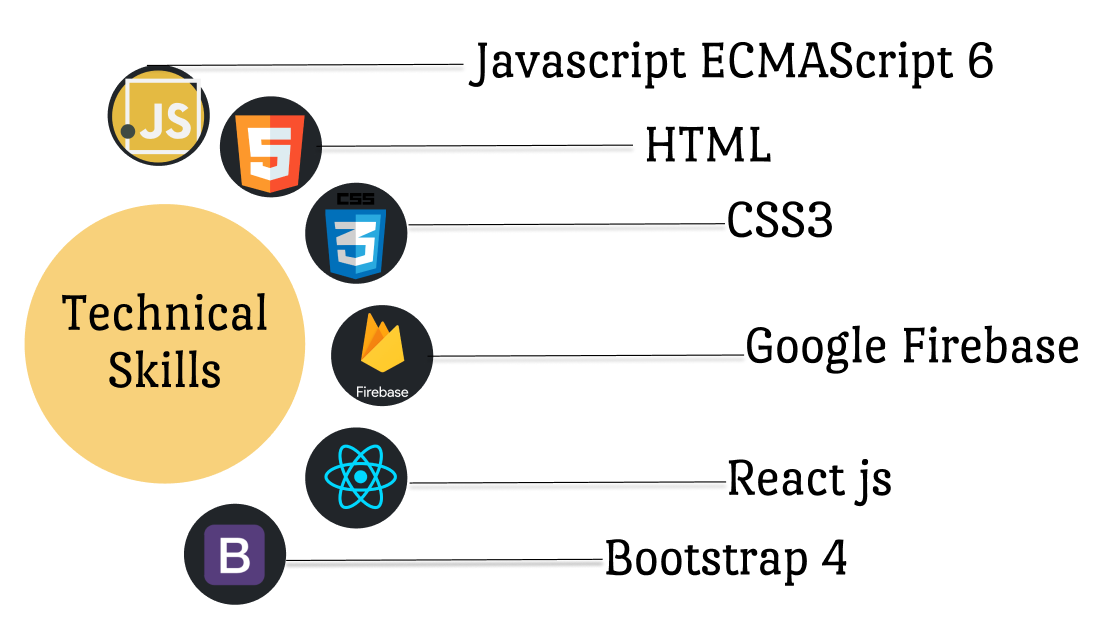 Javascript ECMAScript 6
JS
HTML
5
CSS
3
CSS3
Technical
Skills
Google Firebase
Firebase
React js
B
Bootstrap 4